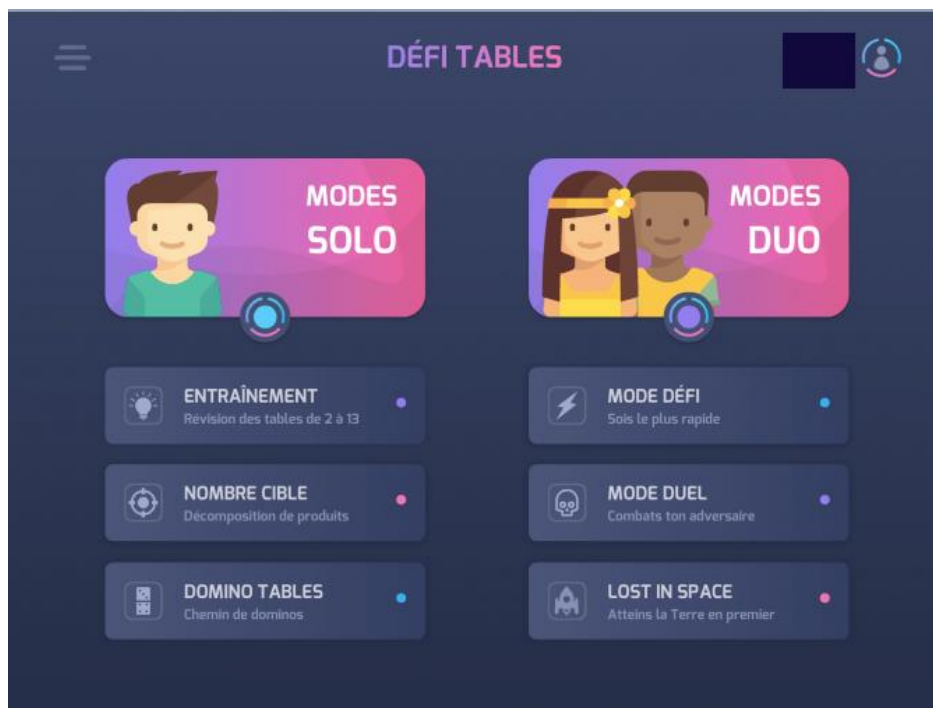 DÉFI TABLES
MODES
SOLO
MODES
DUO
ENTRAÎNEMENT
Révision des tables de 2 à 13
MODE DÉFI
Sois le plus rapide
NOMBRE CIBLE
Décomposition de produits
MODE DUEL
Combats ton adversaire
DOMINO TABLES
Chemin de dominos
LOST IN SPACE
Atteins la Terre en premier